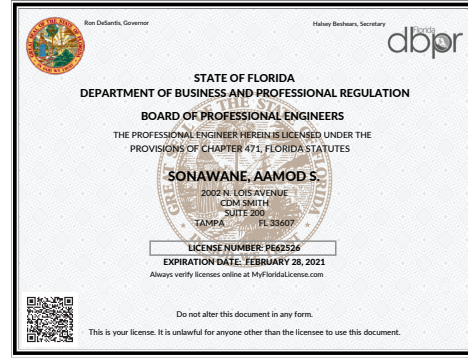 Ron DeSantis, Governor
Halsey Beshears, Secretary
Florida
dbpr
STATE OF FLORIDA
DEPARTMENT OF BUSINESS AND PROFESSIONAL REGULATION
BOARD OF PROFESSIONAL ENGINEERS
THE PROFESSIONAL ENGINEER HEREIN IS LICENSED UNDER THE
PROVISIONS OF CHAPTER 471, FLORIDA STATUTES
SONAWANE, AAMOD S.
2002 N. LOIS AVENUE
CDM SMITH
SUITE 200
TAMPA FL 33607
LICENSE NUMBER: PE62526
EXPIRATION DATE: FEBRUARY 28, 2021
Always verify licenses online at MyFloridaLicense.com
Do not alter this document in any form.
This is your license. It is unlawful for anyone other than the licensee to use this document.